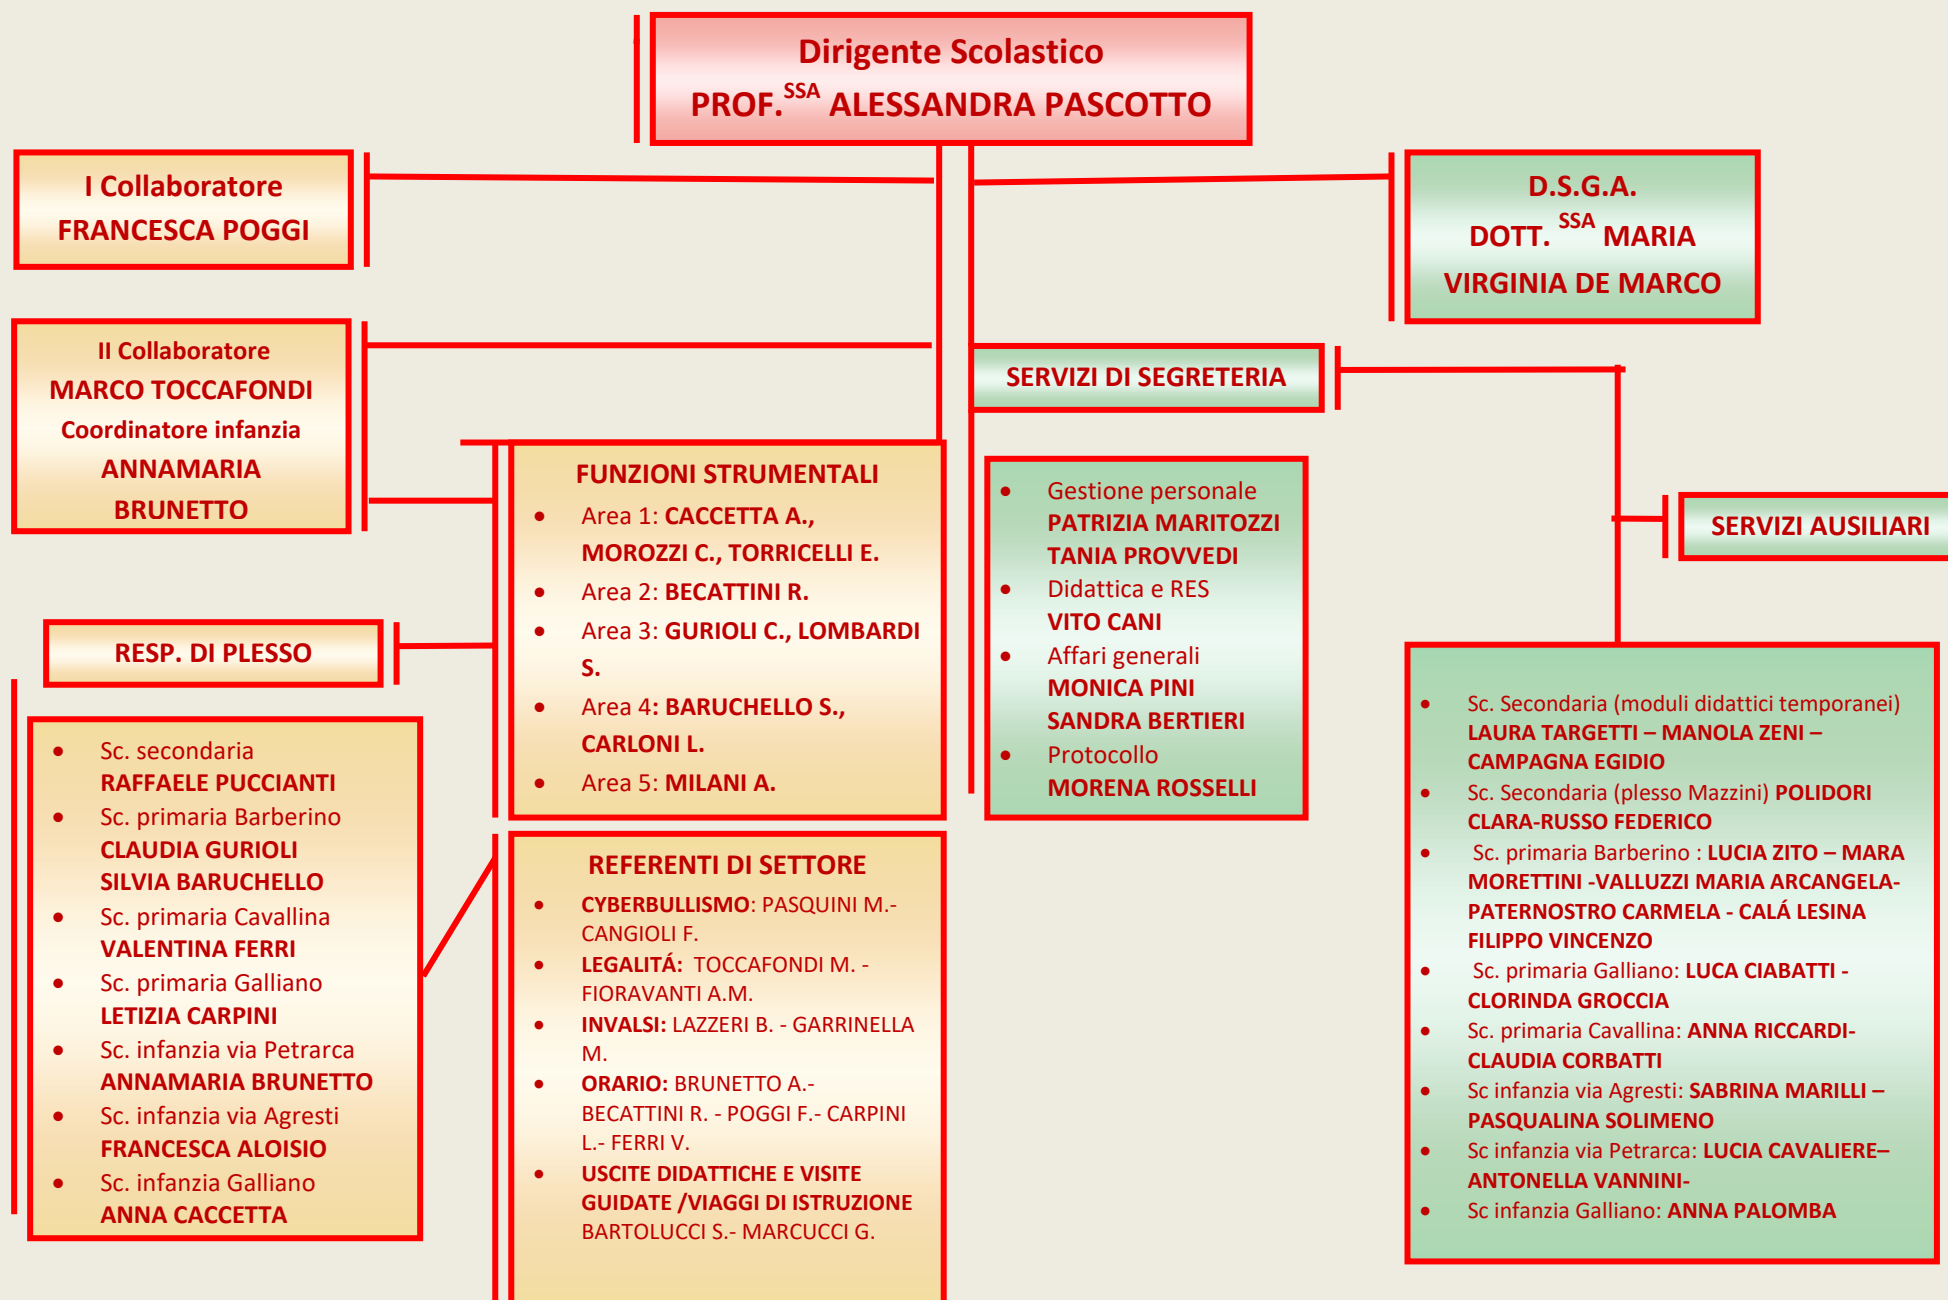 Dirigente Scolastico
PROF.SSA ALESSANDRA PASCOTTO
I Collaboratore
FRANCESCA POGGI
D.S.G.A.
DOTT. SSA MARIA
VIRGINIA DE MARCO
II Collaboratore
MARCO TOCCAFONDI
Coordinatore infanzia
ANNAMARIA
BRUNETTO
SERVIZI DI SEGRETERIA
SERVIZI AUSILIARI
FUNZIONI STRUMENTALI
• Area 1: CACCETTA A.,
MOROZZI C., TORRICELLI E.
• Area 2: BECATTINI R.
• Area 3: GURIOLI C., LOMBARDI
S.
• Area 4: BARUCHELLO S.,
CARLONI L.
• Area 5: MILANI A.
• Gestione personale
PATRIZIA MARITOZZI
TANIA PROVVEDI
• Didattica e RES
VITO CANI
• Affari generali
MONICA PINI
SANDRA BERTIERI
• Protocollo
MORENA ROSSELLI
RESP. DI PLESSO
• Sc. secondaria
RAFFAELE PUCCIANTI
• Sc. primaria Barberino
CLAUDIA GURIOLI
SILVIA BARUCHELLO
• Sc. primaria Cavallina
VALENTINA FERRI
• Sc. primaria Galliano
LETIZIA CARPINI
• Sc. infanzia via Petrarca
ANNAMARIA BRUNETTO
• Sc. infanzia via Agresti
FRANCESCA ALOISIO
• Sc. infanzia Galliano
ANNA CACCETTA
REFERENTI DI SETTORE
• CYBERBULLISMO: PASQUINI M.-
CANGIOLI F.
• LEGALITÁ: TOCCAFONDI M. -
FIORAVANTI A.M.
• INVALSI: LAZZERI B. - GARRINELLA
M.
• ORARIO: BRUNETTO A.-
BECATTINI R. - POGGI F.- CARPINI
L.- FERRI V.
• USCITE DIDATTICHE E VISITE
GUIDATE /VIAGGI DI ISTRUZIONE
BARTOLUCCI S.- MARCUCCI G.
• Sc. Secondaria (moduli didattici temporanei)
LAURA TARGETTI – MANOLA ZENI –
CAMPAGNA EGIDIO
• Sc. Secondaria (plesso Mazzini) POLIDORI
CLARA-RUSSO FEDERICO
• Sc. primaria Barberino : LUCIA ZITO – MARA
MORETTINI -VALLUZZI MARIA ARCANGELA-
PATERNOSTRO CARMELA - CALÁ LESINA
FILIPPO VINCENZO
• Sc. primaria Galliano: LUCA CIABATTI -
CLORINDA GROCCIA
• Sc. primaria Cavallina: ANNA RICCARDI-
CLAUDIA CORBATTI
• Sc infanzia via Agresti: SABRINA MARILLI –
PASQUALINA SOLIMENO
• Sc infanzia via Petrarca: LUCIA CAVALIERE–
ANTONELLA VANNINI-
• Sc infanzia Galliano: ANNA PALOMBA